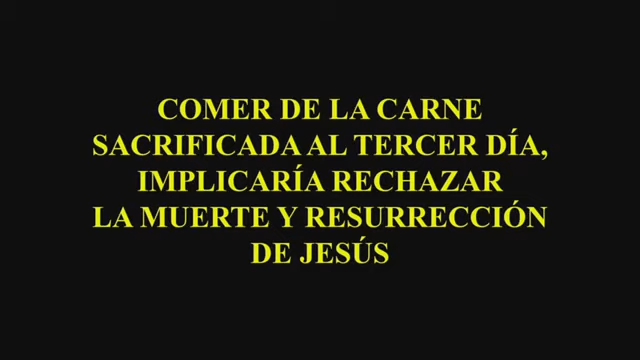 COMER DE LA CARNE
SACRIFICADA AL TERCER DÍA,
IMPLICARÍA RECHAZAR
LA MUERTE Y RESURRECCIÓN
DE JESÚS